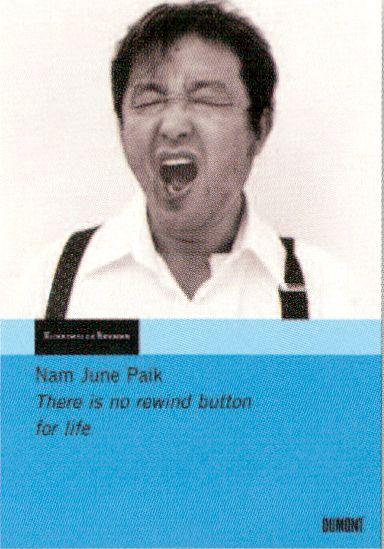 Nam June Paik
There is no rewind button
for life
DUMONT